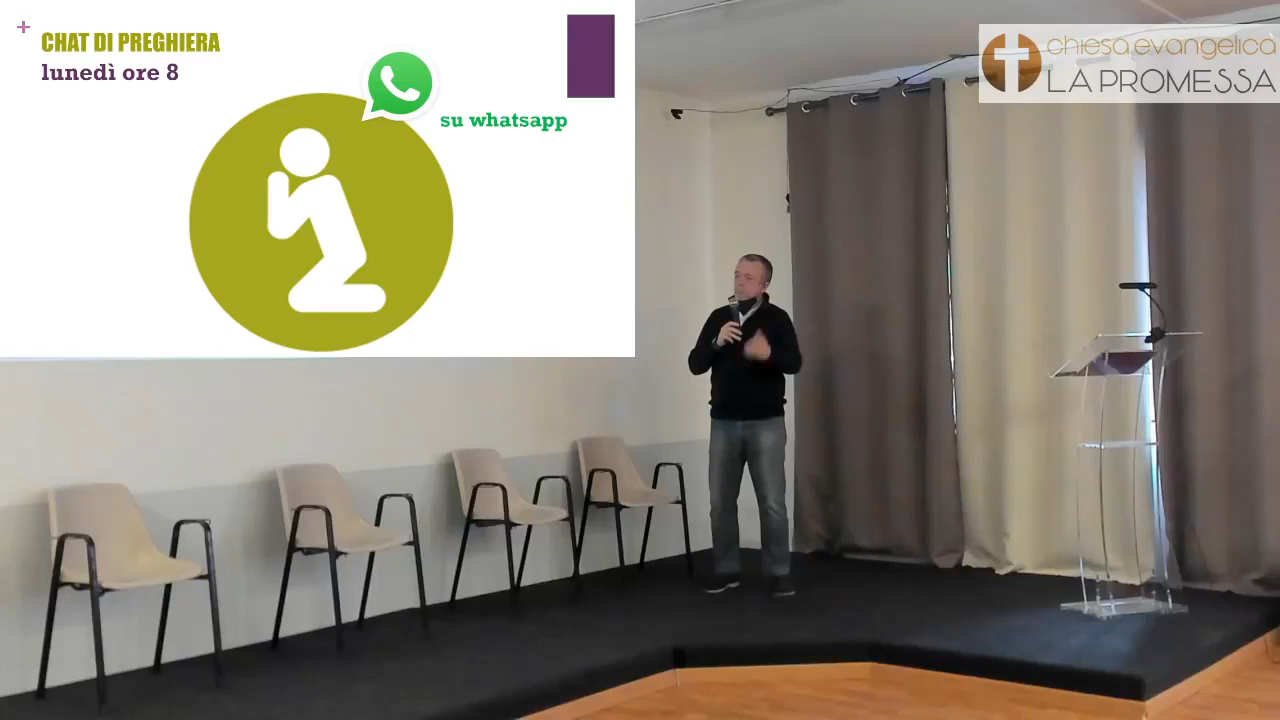 CHAT DI PREGHIERA
lunedì ore 8
su whatsapp
chiesa evangelica
LA PROMESSA